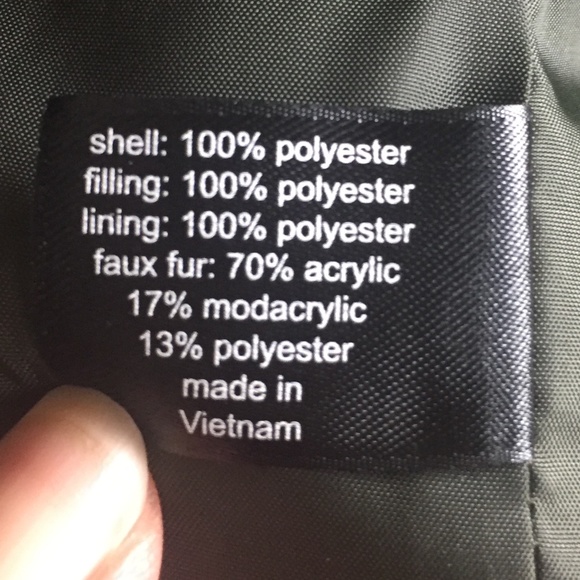 shell: 100% polyester
filling: 100% polyester
lining: 100% polyester
faux fur: 70% acrylic
17% modacrylic
13% polyester
made in
Vietnam